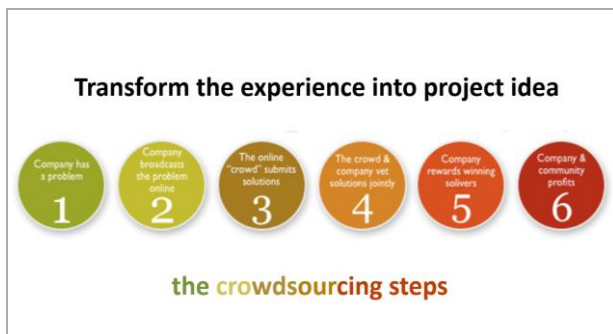 Transform the experience into project idea
Company has
a problem
1
Company
broadcasts
the problem
online
2
The online
"crowd" submits
solutions
3
The crowd &
company vet
solutions jointly
4
Company
rewards winning
solivers
5
Company &
community
profits
6
the crowdsourcing steps